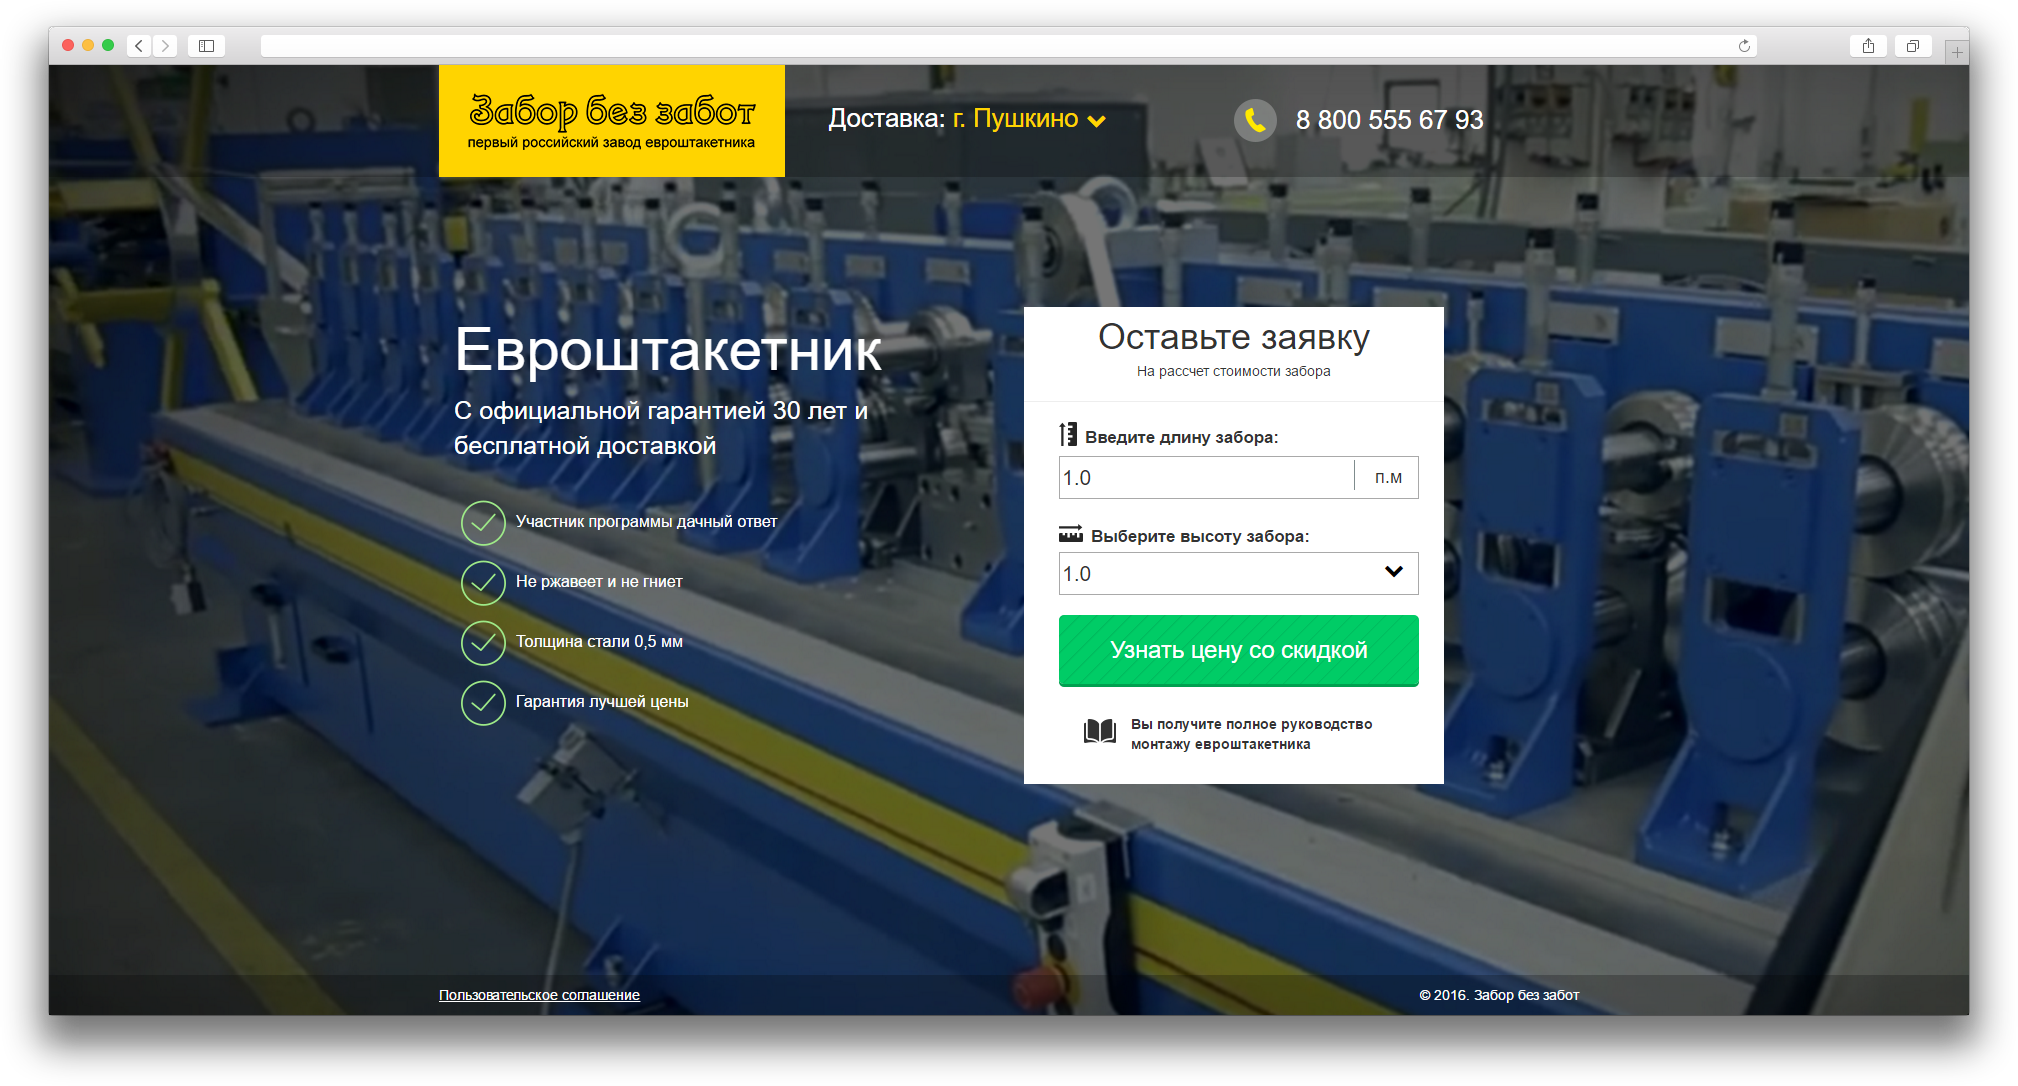 Забор без забот
первый российский завод евроштакетника
Доставка: г. Пушкино
8 800 555 67 93
Евроштакетник
С официальной гарантией 30 лет и
бесплатной доставкой
Участник программы дачный ответ
Не ржавеет и не гниет
Толщина стали 0,5 мм
Гарантия лучшей цены
Оставьте заявку
На рассчет стоимости забора
Введите длину забора:
1.0 п.м
Выберите высоту забора:
1.0
Узнать цену со скидкой
Вы получите полное руководство
монтажу евроштакетника
Пользовательское соглашение
© 2016. Забор без забот